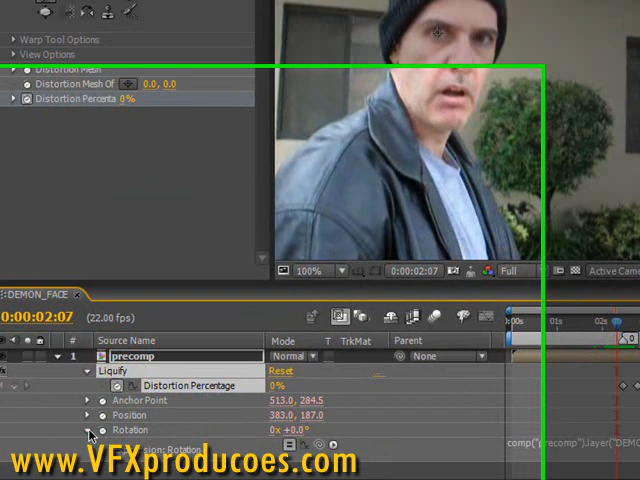 Warp Tool Options
View Options
Distortion Mesh
Distortion Mesh Of 0.0, 0.0
Distortion Percenta 0%
100% 0:00:02:07 Full Active Came
DEMON_FACE
0:00:02:07 (22.00 fps)
:00s 01s 02s
# Source Name Mode T TrkMat Parent
1 precomp Normal None
Liquify Reset ...
Distortion Percentage 0%
Anchor Point 513.0, 284.5
Position 383.0, 187.0
Rotation 0x +0.0°
sion: Rotation comp("precomp").layer("DEM
www.VFXproducoes.com